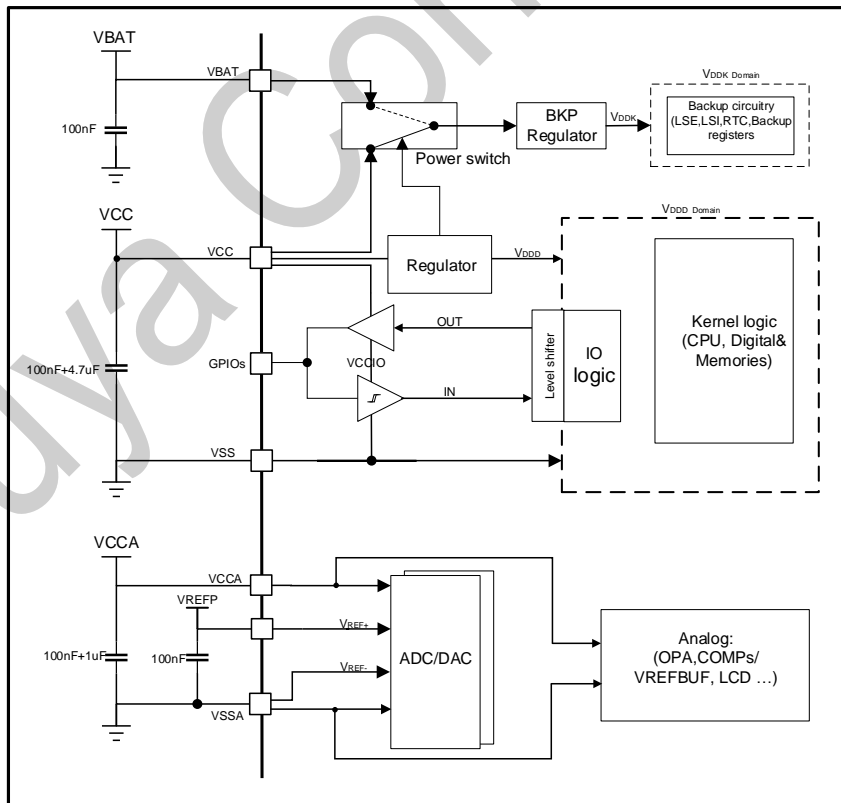 VBAT
VBAT
100nF
Power switch
BKP
Regulator
VDDK
VDDK Domain
Backup circuitry
(LSE,LSI,RTC,Backup
registers
VCC
VCC
100nF+4.7uF
Regulator
VDDD
VDDD Domain
GPIOs
OUT
VCCIO
IN
Level shifter
IO
logic
Kernel logic
(CPU, Digital&
Memories)
VSS
VCCA
VCCA
VREFP
100nF+1uF
100nF
VREF+
VREF-
VSSA
ADC/DAC
Analog:
(OPA,COMPs/
VREFBUF, LCD …)